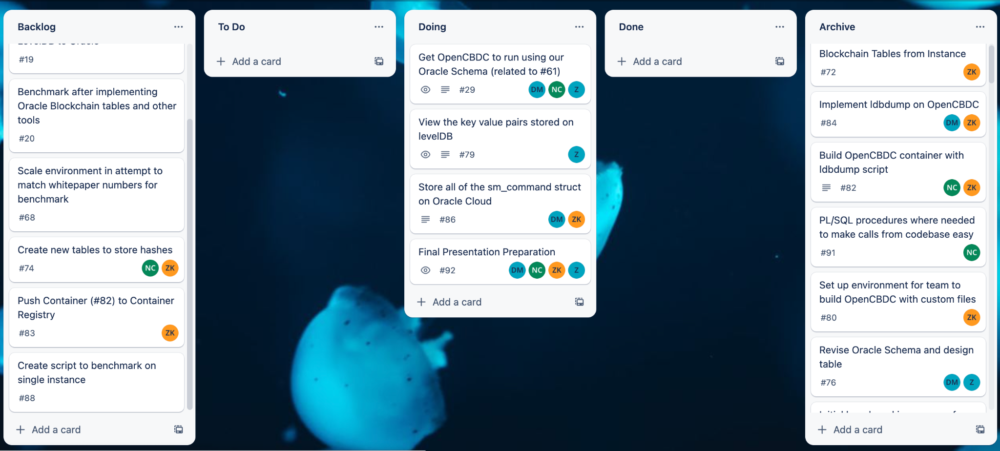 Backlog
#19
Benchmark after implementing
Oracle Blockchain tables and other
tools
#20
Scale environment in attempt to
match whitepaper numbers for
benchmark
#68
Create new tables to store hashes
#74
NC ZK
Push Container (#82) to Container
Registry
#83
ZK
Create script to benchmark on
single instance
#88
Add a card
To Do
Add a card
Doing
Get OpenCBDC to run using our
Oracle Schema (related to #61)
#29
DM NC Z
View the key value pairs stored on
levelDB
#79
Z
Store all of the sm_command struct
on Oracle Cloud
#86
DM ZK
Final Presentation Preparation
#92
DM NC ZK Z
Add a card
Done
Add a card
Archive
Blockchain Tables from Instance
#72
ZK
Implement ldbdump on OpenCBDC
#84
DM ZK
Build OpenCBDC container with
ldbdump script
#82
NC ZK
PL/SQL procedures where needed
to make calls from codebase easy
#91
NC
Set up environment for team to
build OpenCBDC with custom files
#80
ZK
Revise Oracle Schema and design
table
#76
DM Z
Add a card